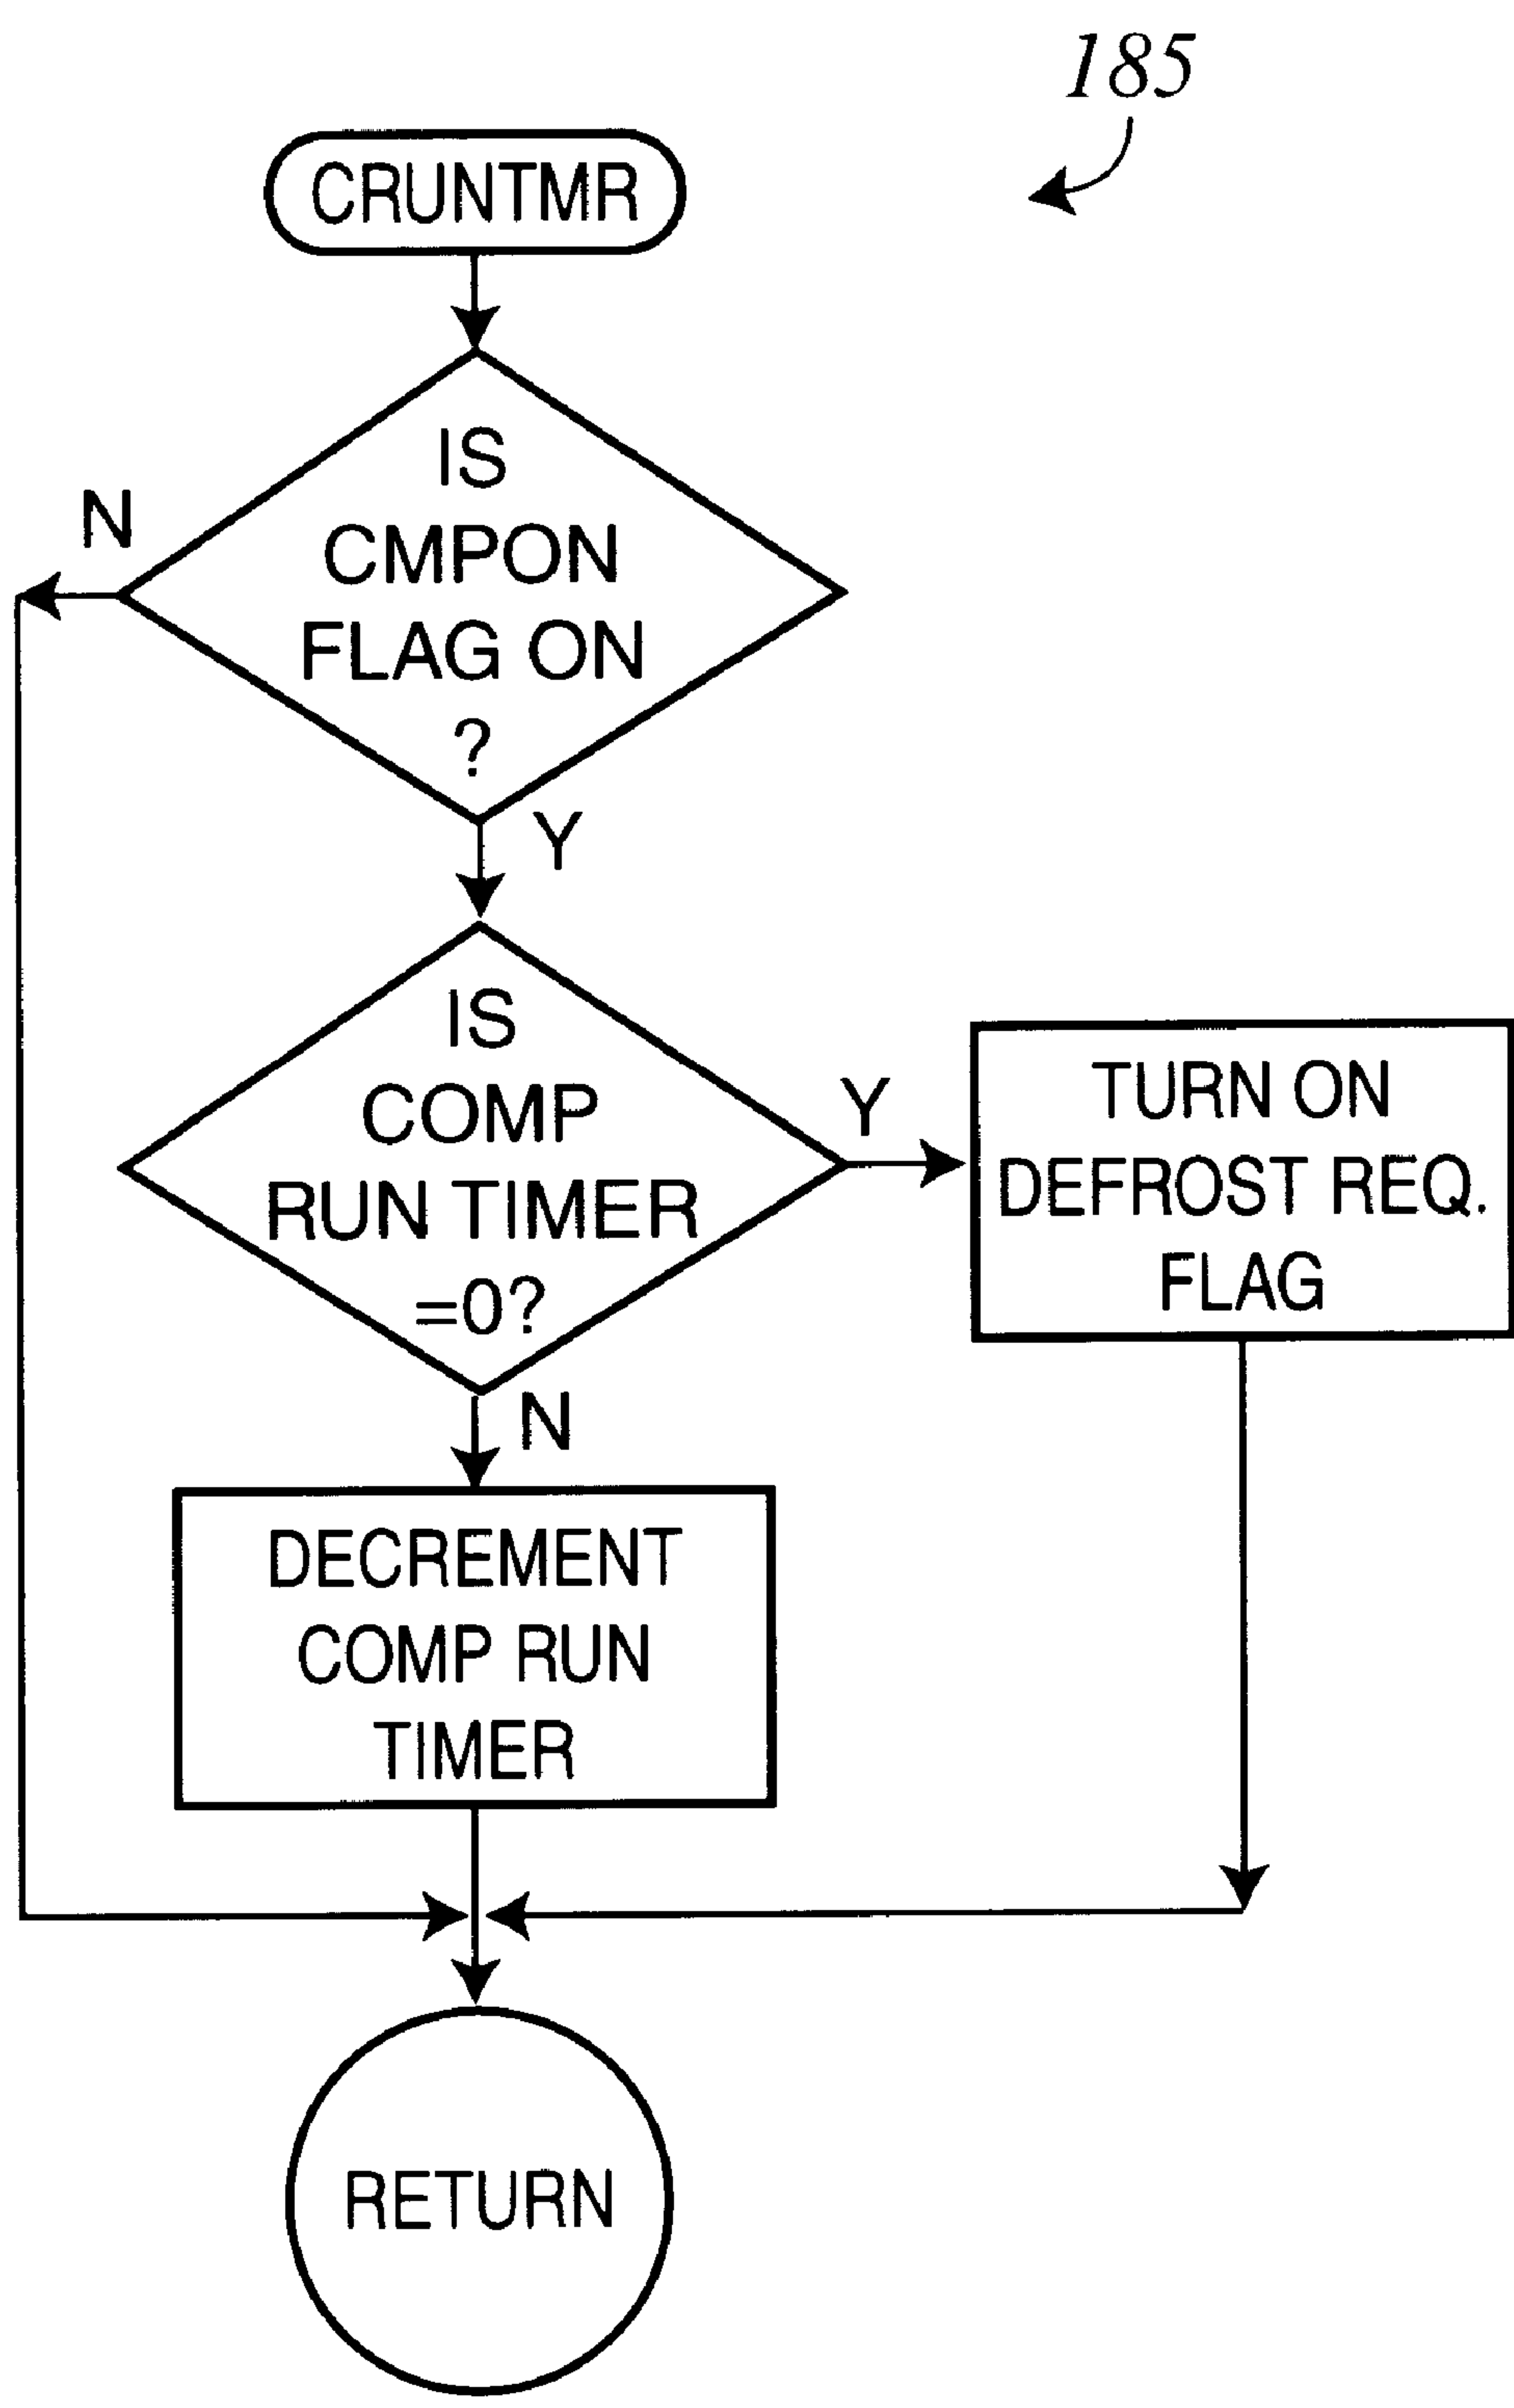 185
CRUNTMR
IS
CMPON
FLAG ON
?
N
Y
IS
COMP
RUN TIMER
=0?
Y
TURN ON
DEFROST REQ.
FLAG
N
DECREMENT
COMP RUN
TIMER
RETURN